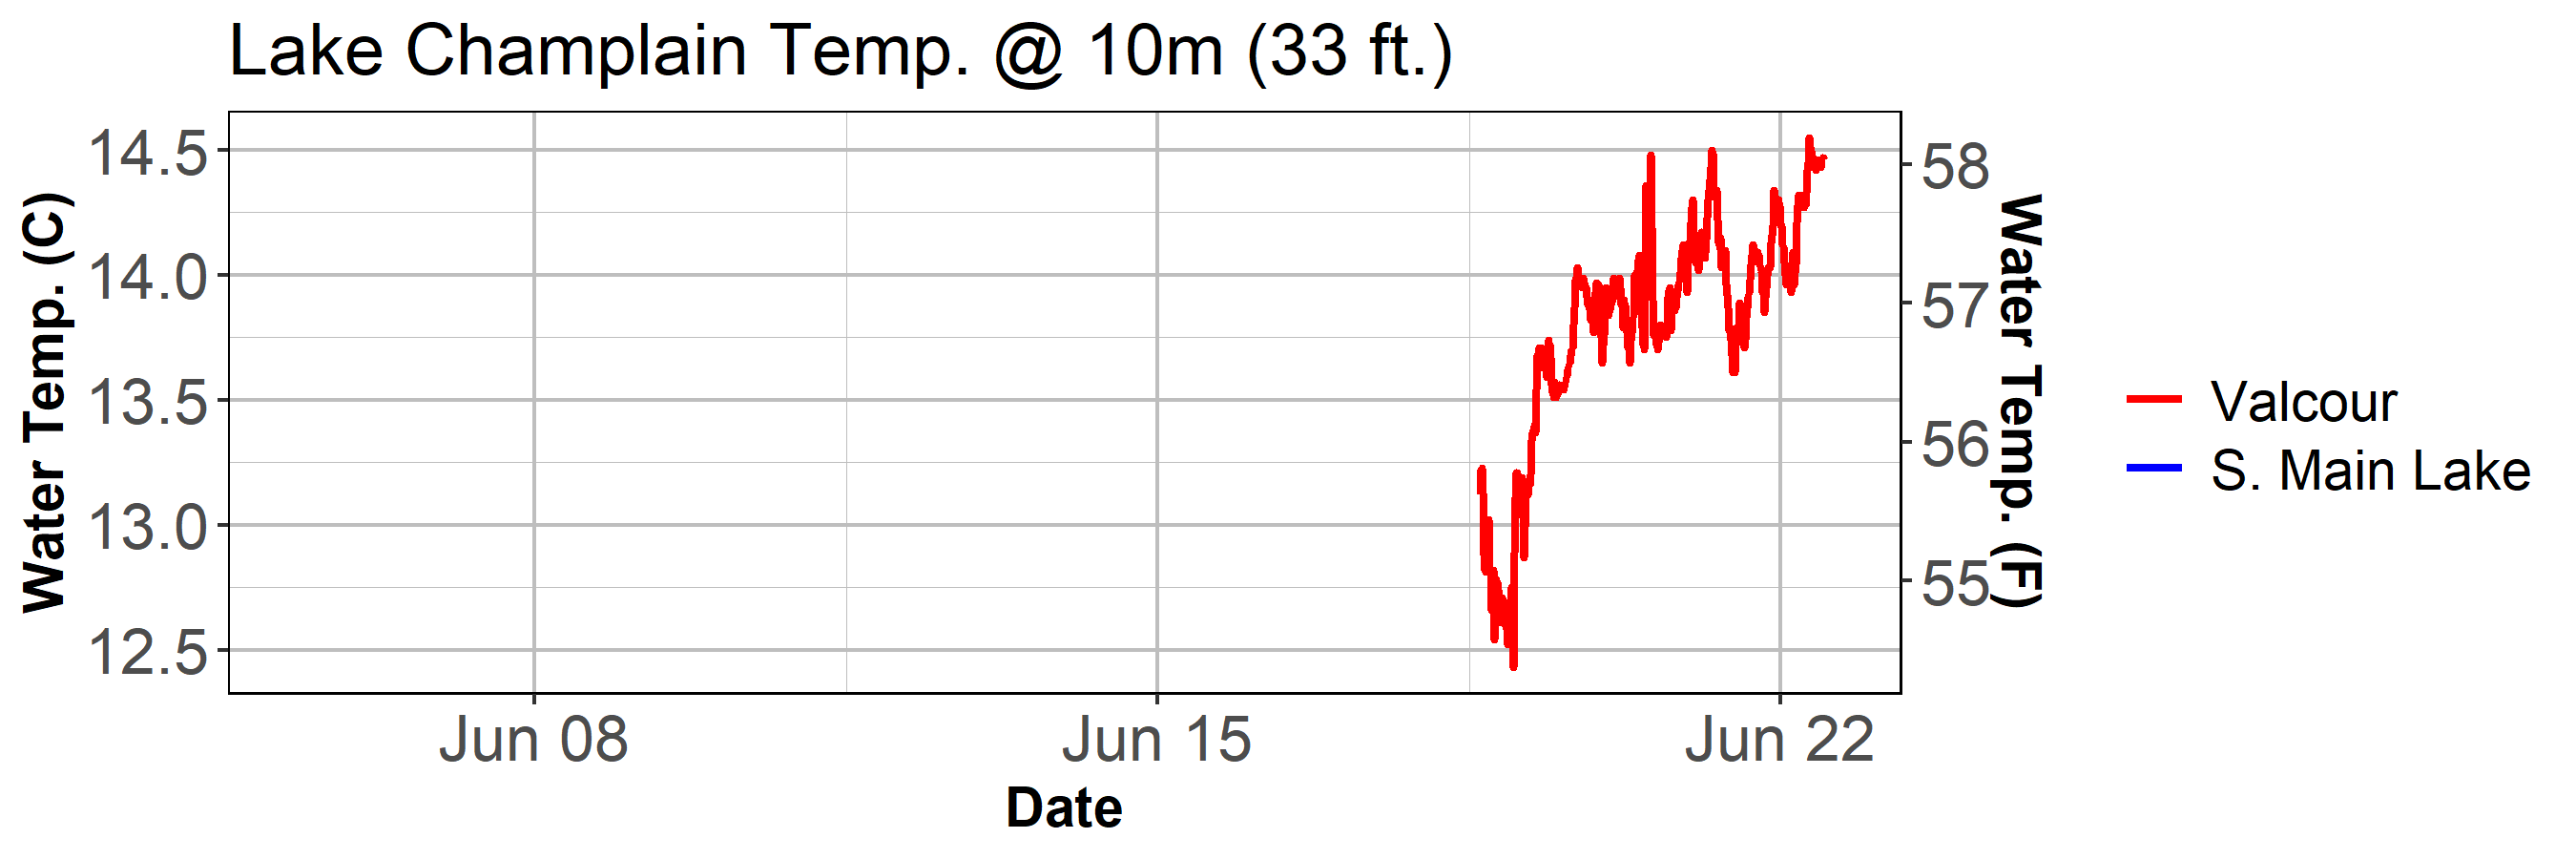 Lake Champlain Temp. @ 10m (33 ft.)
Water Temp. (C)
14.5
14.0
13.5
13.0
12.5
58
57
56
55
Water Temp. (F)
Jun 08
Jun 15
Jun 22
Date
Valcour
S. Main Lake